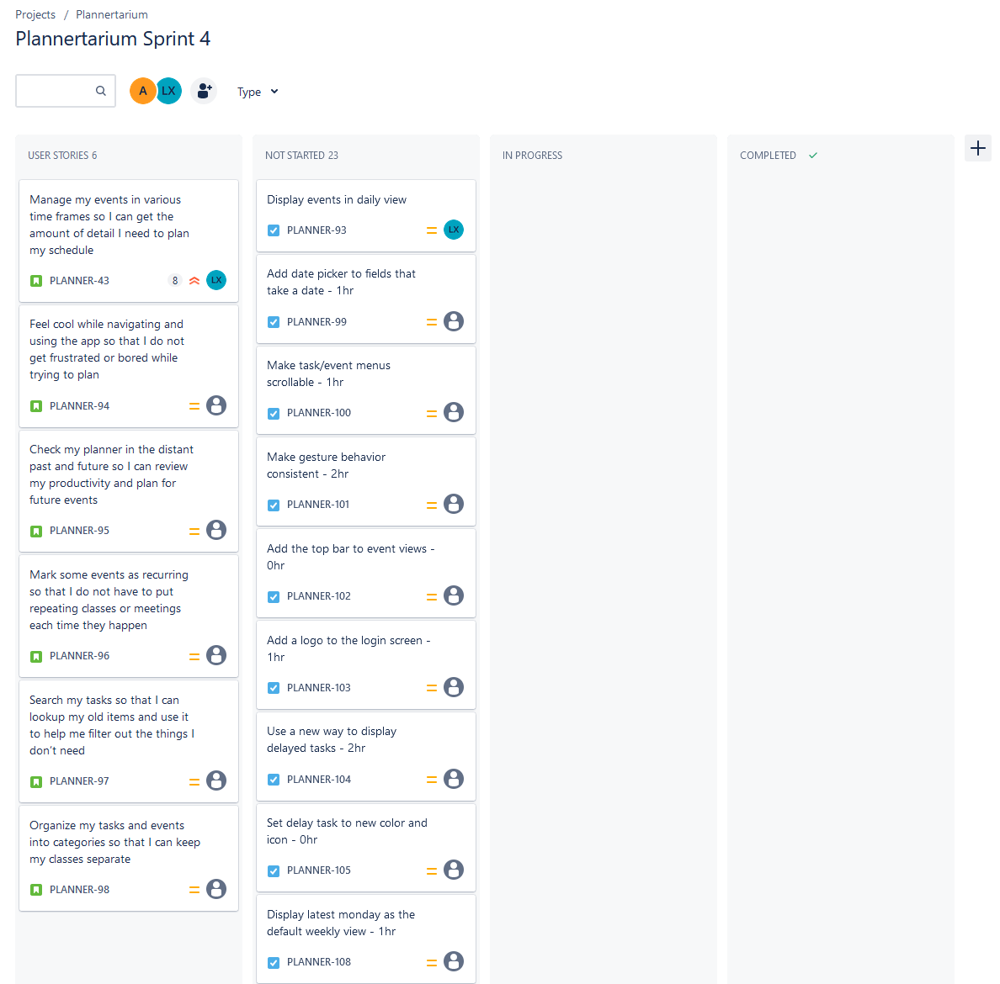 Projects / Plannertarium
Plannertarium Sprint 4
A LX Type
USER STORIES 6
Manage my events in various
time frames so I can get the
amount of detail I need to plan
my schedule
PLANNER-43 8 LX
Feel cool while navigating and
using the app so that I do not
get frustrated or bored while
trying to plan
PLANNER-94
Check my planner in the distant
past and future so I can review
my productivity and plan for
future events
PLANNER-95
Mark some events as recurring
so that I do not have to put
repeating classes or meetings
each time they happen
PLANNER-96
Search my tasks so that I can
lookup my old items and use it
to help me filter out the things I
don't need
PLANNER-97
Organize my tasks and events
into categories so that I can keep
my classes separate
PLANNER-98
NOT STARTED 23
Display events in daily view
PLANNER-93 LX
Add date picker to fields that
take a date - 1hr
PLANNER-99
Make task/event menus
scrollable - 1hr
PLANNER-100
Make gesture behavior
consistent - 2hr
PLANNER-101
Add the top bar to event views -
0hr
PLANNER-102
Add a logo to the login screen -
1hr
PLANNER-103
Use a new way to display
delayed tasks - 2hr
PLANNER-104
Set delay task to new color and
icon - 0hr
PLANNER-105
Display latest monday as the
default weekly view - 1hr
PLANNER-108
IN PROGRESS
COMPLETED